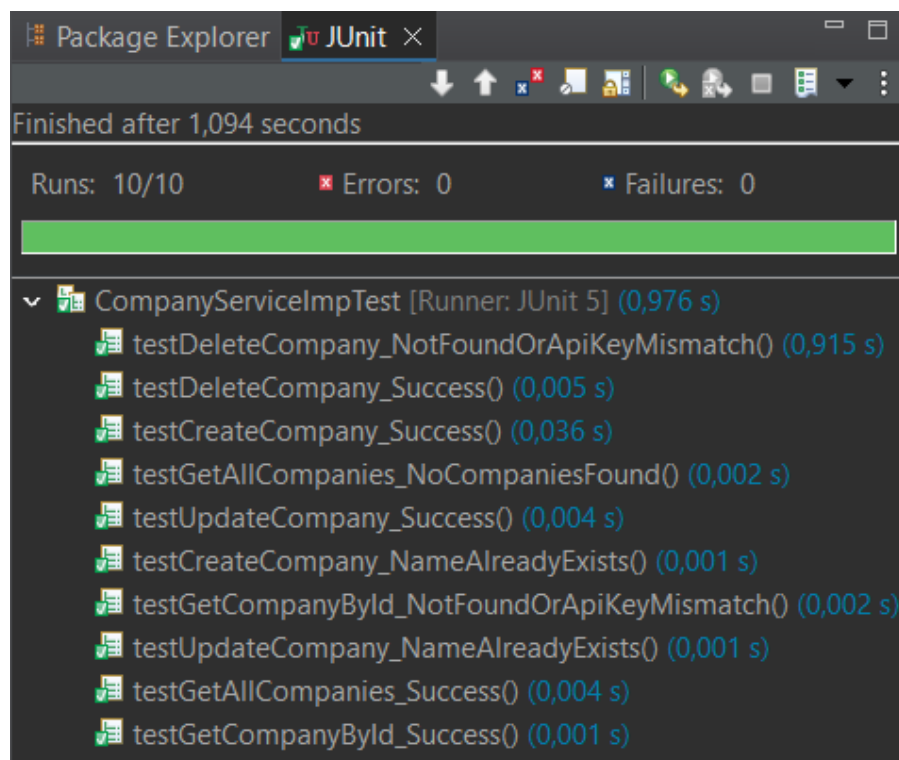 Package Explorer JUnit
Finished after 1,094 seconds
Runs: 10/10 Errors: 0 Failures: 0
CompanyServiceImpTest [Runner: JUnit 5] (0,976 s)
testDeleteCompany_NotFoundOrApiKeyMismatch() (0,915 s)
testDeleteCompany_Success() (0,005 s)
testCreateCompany_Success() (0,036 s)
testGetAllCompanies_NoCompaniesFound() (0,002 s)
testUpdateCompany_Success() (0,004 s)
testCreateCompany_NameAlreadyExists() (0,001 s)
testGetCompanyById_NotFoundOrApiKeyMismatch() (0,002 s)
testUpdateCompany_NameAlreadyExists() (0,001 s)
testGetAllCompanies_Success() (0,004 s)
testGetCompanyById_Success() (0,001 s)